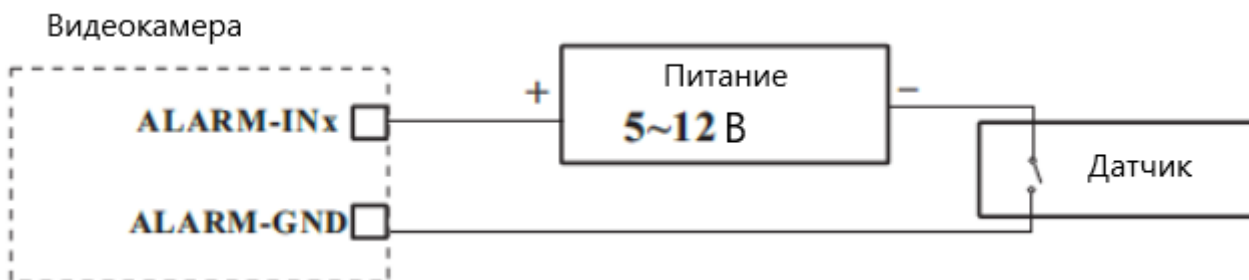 Видеокамера
ALARM-INx
+
Питание
5~12 В
−
Датчик
ALARM-GND